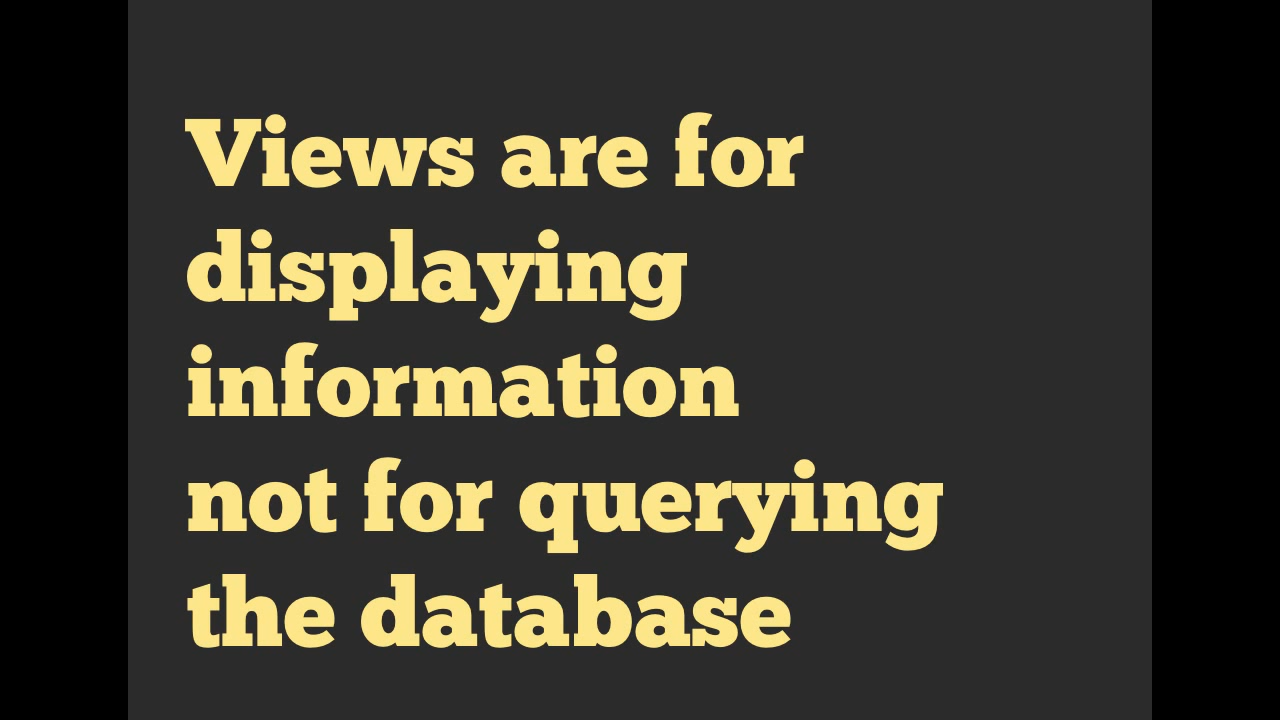 Views are for
displaying
information
not for querying
the database